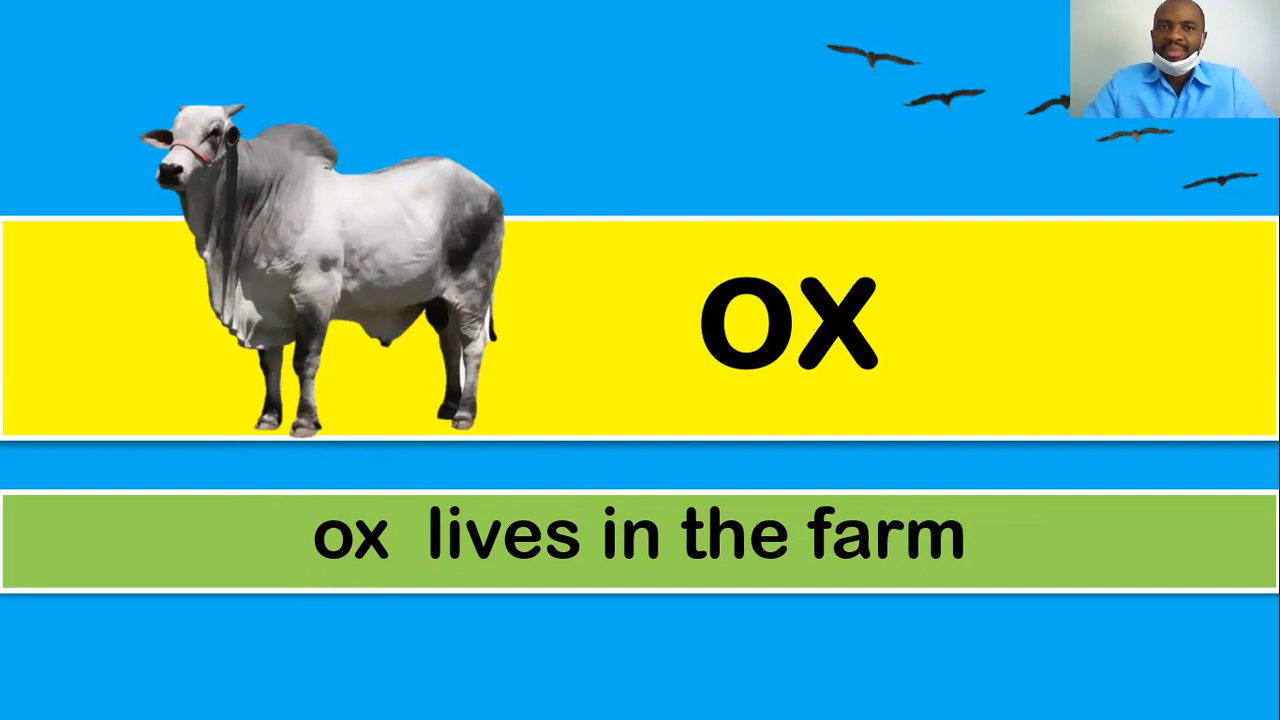 ox
ox lives in the farm